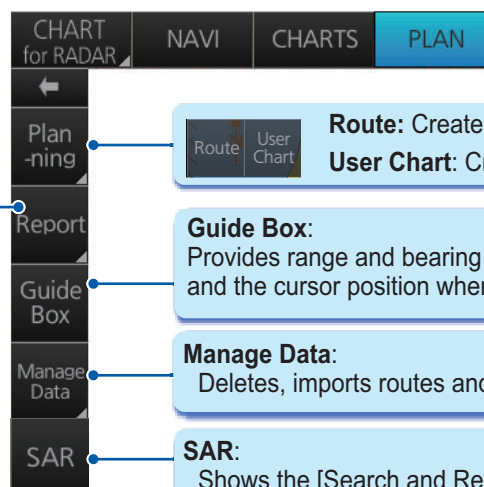 CHART
for RADAR
NAVI
CHARTS
PLAN
Plan
-ning
Route
User
Chart
Route: Create
User Chart: C
Report
Guide Box:
Provides range and bearing
and the cursor position whe
Guide
Box
Manage Data:
Deletes, imports routes and
Manage
Data
SAR
SAR:
Shows the [Search and Re